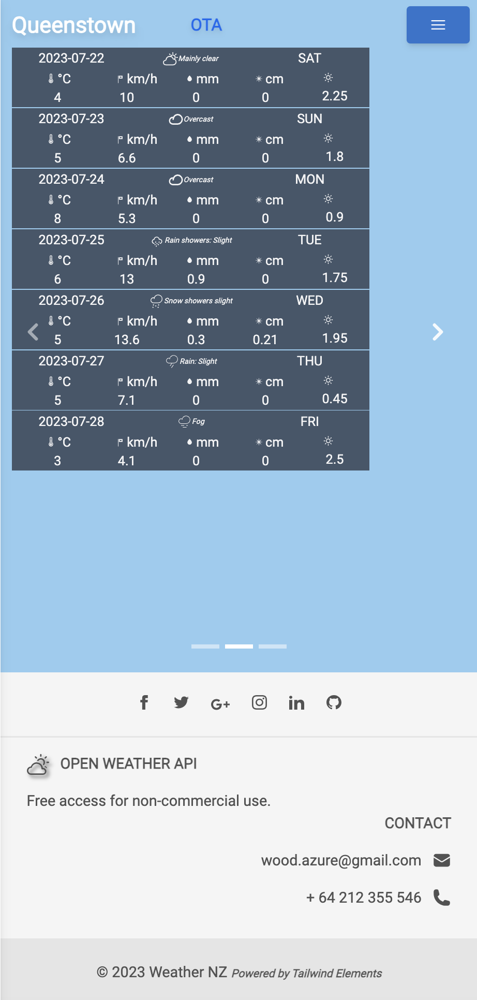 Queenstown OTA
2023-07-22 Mainly clear SAT
°C km/h mm cm
4 10 0 0 2.25
2023-07-23 Overcast SUN
°C km/h mm cm
5 6.6 0 0 1.8
2023-07-24 Overcast MON
°C km/h mm cm
8 5.3 0 0 0.9
2023-07-25 Rain showers: Slight TUE
°C km/h mm cm
6 13 0.9 0 1.75
2023-07-26 Snow showers slight WED
°C km/h mm cm
5 13.6 0.3 0.21 1.95
2023-07-27 Rain: Slight THU
°C km/h mm cm
5 7.1 0 0 0.45
2023-07-28 Fog FRI
°C km/h mm cm
3 4.1 0 0 2.5
OPEN WEATHER API
Free access for non-commercial use.
CONTACT
wood.azure@gmail.com
+ 64 212 355 546
© 2023 Weather NZ Powered by Tailwind Elements